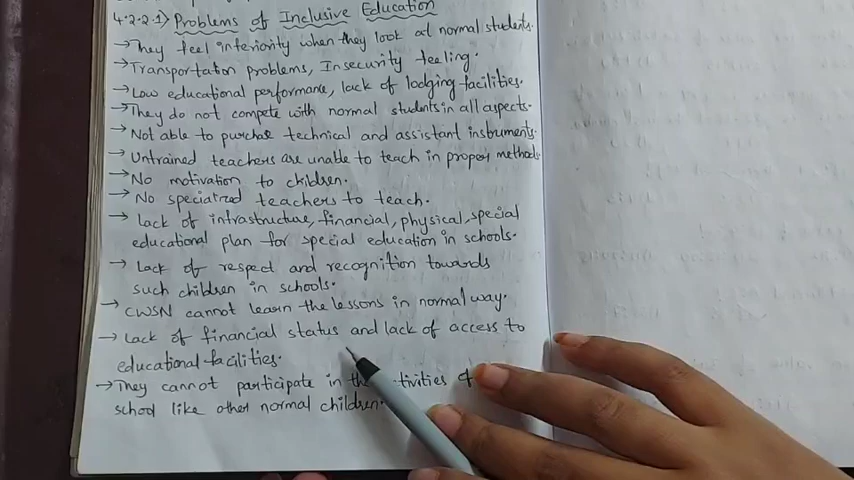 4.2.2.1) Problems of Inclusive Education
→ They feel interiority when they look at normal students.
→ Transportation problems, Insecurity feeling.
→ Low educational performance, lack of lodging facilities.
→ They do not compete with normal students in all aspects.
→ Not able to purchase technical and assistant instruments.
→ Untrained teachers are unable to teach in proper methods.
→ No motivation to children.
→ No specialized teachers to teach.
→ Lack of infrastructure, financial, physical, special
educational plan for special education in schools.
→ Lack of respect and recognition towards
such children in schools.
→ CWSN cannot learn the lessons in normal way.
→ Lack of financial status and lack of access to
educational facilities.
→ They cannot participate in the tivities of
school like other normal children.